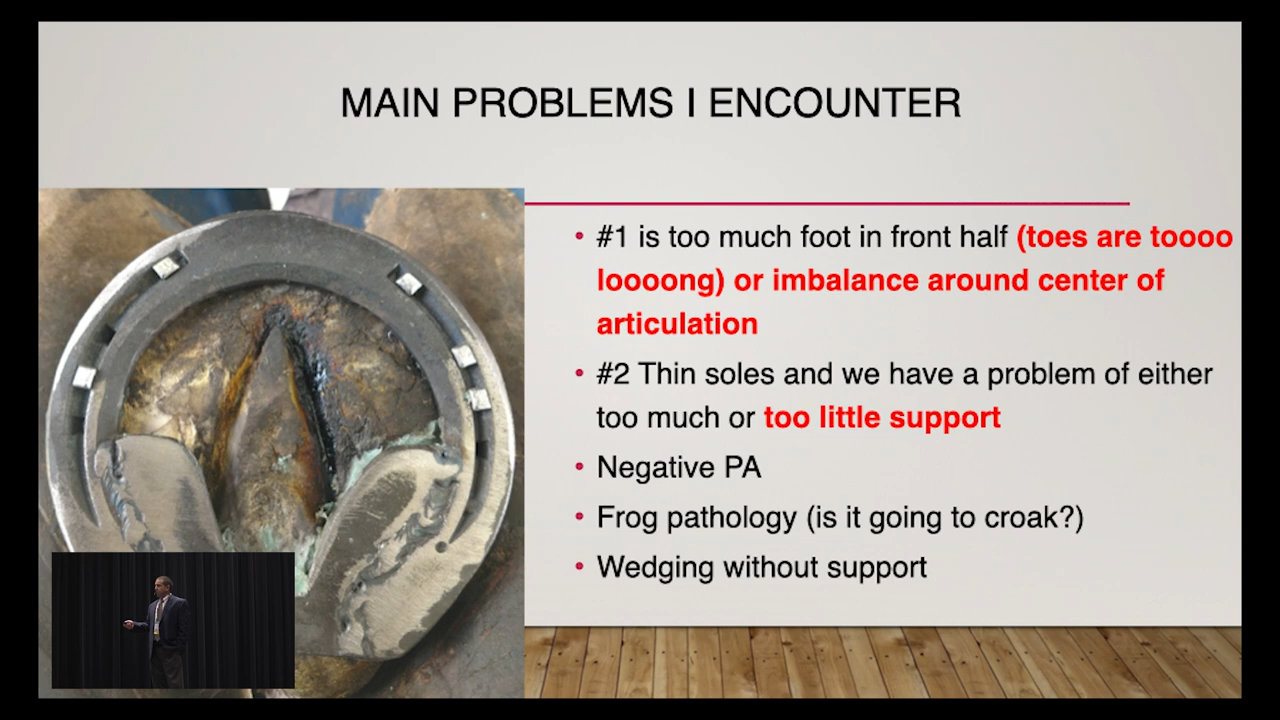 MAIN PROBLEMS I ENCOUNTER
• #1 is too much foot in front half (toes are toooo
loooong) or imbalance around center of
articulation
• #2 Thin soles and we have a problem of either
too much or too little support
• Negative PA
• Frog pathology (is it going to croak?)
• Wedging without support